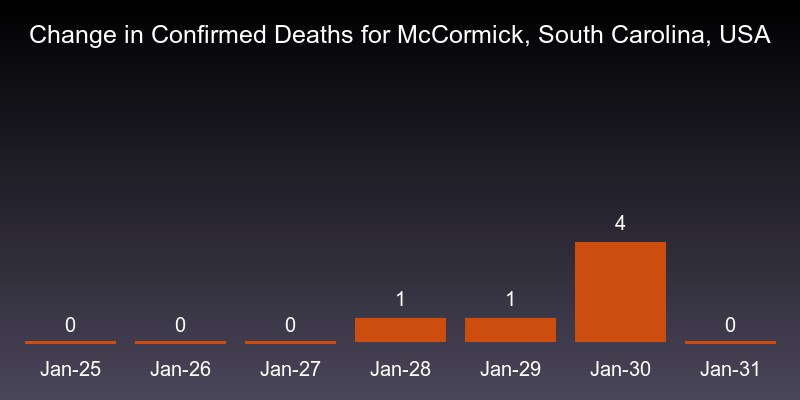 Change in Confirmed Deaths for McCormick, South Carolina, USA
4
1 1
0 0 0 0
Jan-25 Jan-26 Jan-27 Jan-28 Jan-29 Jan-30 Jan-31